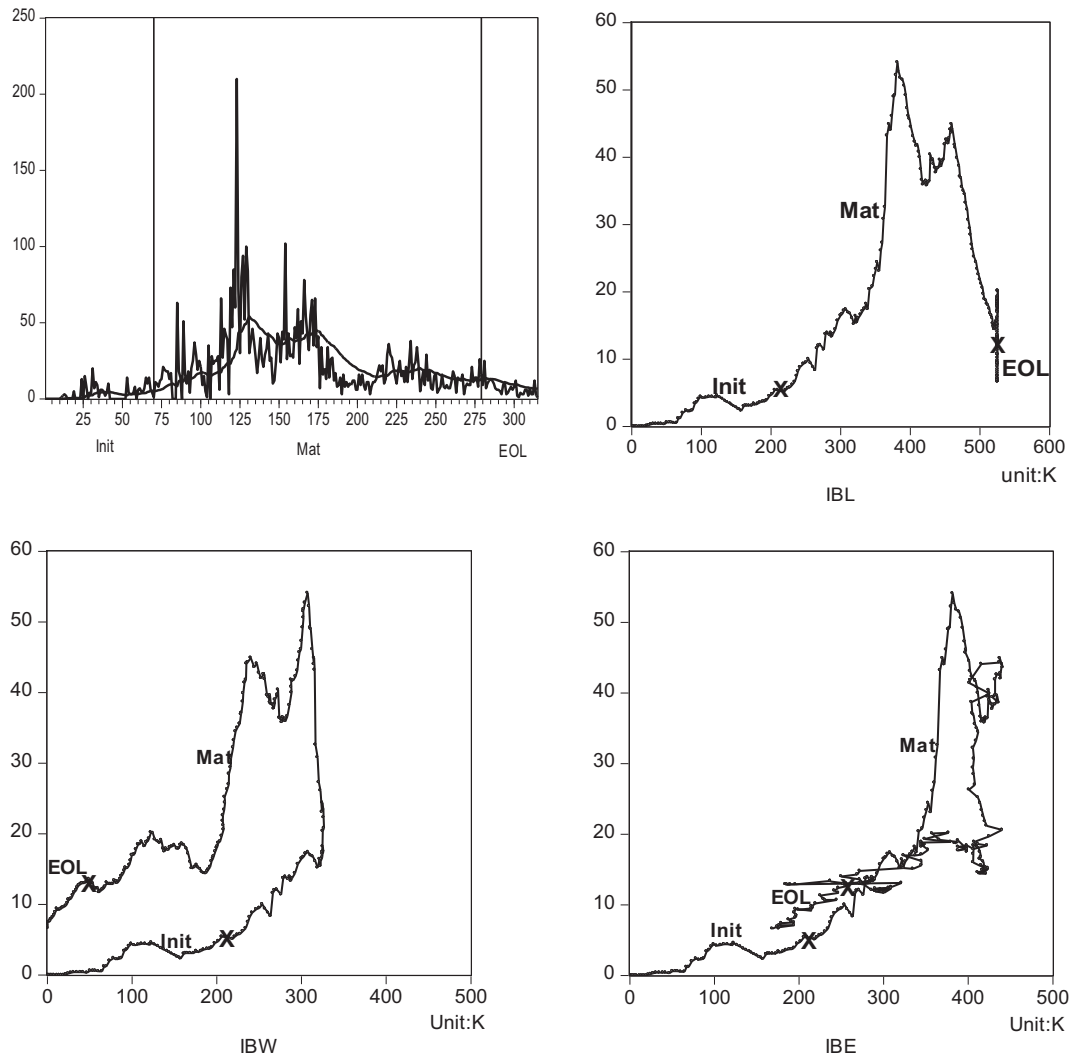 250
200
150
100
50
0
25 50 75 100 125 150 175 200 225 250 275 300
Init Mat EOL
60
50
40
30
20
10
0
Mat
Init
X
X
EOL
0 100 200 300 400 500 600
unit:K
IBL
60
50
40
30
20
10
0
Mat
EOL
X
Init
X
0 100 200 300 400 500
Unit:K
IBW
60
50
40
30
20
10
0
Mat
EOL
X
Init
X
0 100 200 300 400 500
Unit:K
IBE